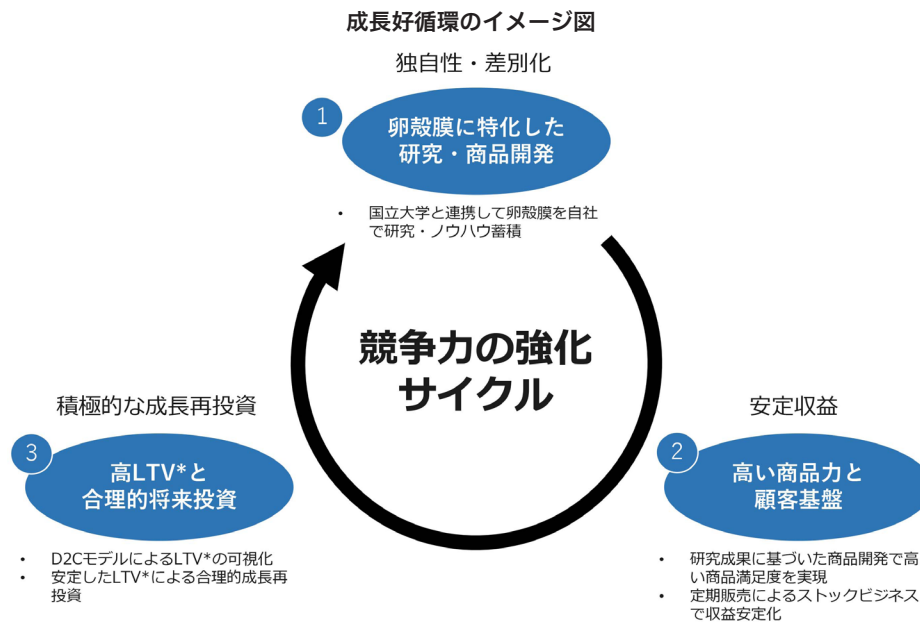 成長好循環のイメージ図
独自性・差別化
1
卵殻膜に特化した
研究・商品開発
• 国立大学と連携して卵殻膜を自社
で研究・ノウハウ蓄積
競争力の強化
サイクル
安定収益
2
高い商品力と
顧客基盤
• 研究成果に基づいた商品開発で高
い商品満足度を実現
• 定期販売によるストックビジネス
で収益安定化
積極的な成長再投資
3
高LTV*と
合理的将来投資
• D2CモデルによるLTV*の可視化
• 安定したLTV*による合理的成長再
投資